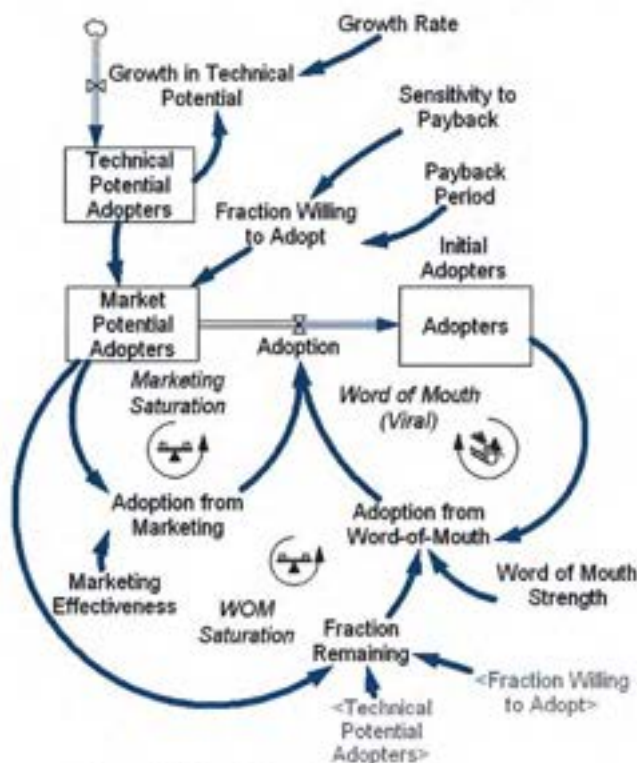 Growth Rate
Growth in Technical
Potential
Sensitivity to
Payback
Technical
Potential
Adopters
Payback
Period
Fraction Willing
to Adopt
Initial
Adopters
Market
Potential
Adopters
Adopters
Adoption
Marketing
Saturation
Word of Mouth
(Viral)
Adoption from
Marketing
Adoption from
Word-of-Mouth
Marketing
Effectiveness
WOM
Saturation
Word of Mouth
Strength
Fraction
Remaining
<Fraction Willing
to Adopt>
<Technical
Potential
Adopters>